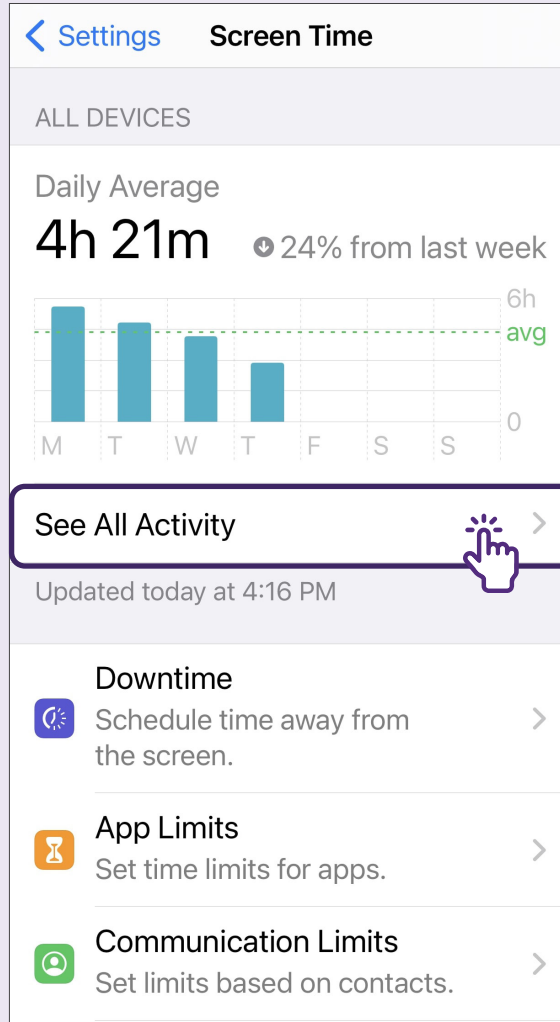 Settings
Screen Time
ALL DEVICES
Daily Average
4h 21m
24% from last week
6h
avg
0
M T W T F S S
See All Activity
Updated today at 4:16 PM
Downtime
Schedule time away from
the screen.
App Limits
Set time limits for apps.
Communication Limits
Set limits based on contacts.